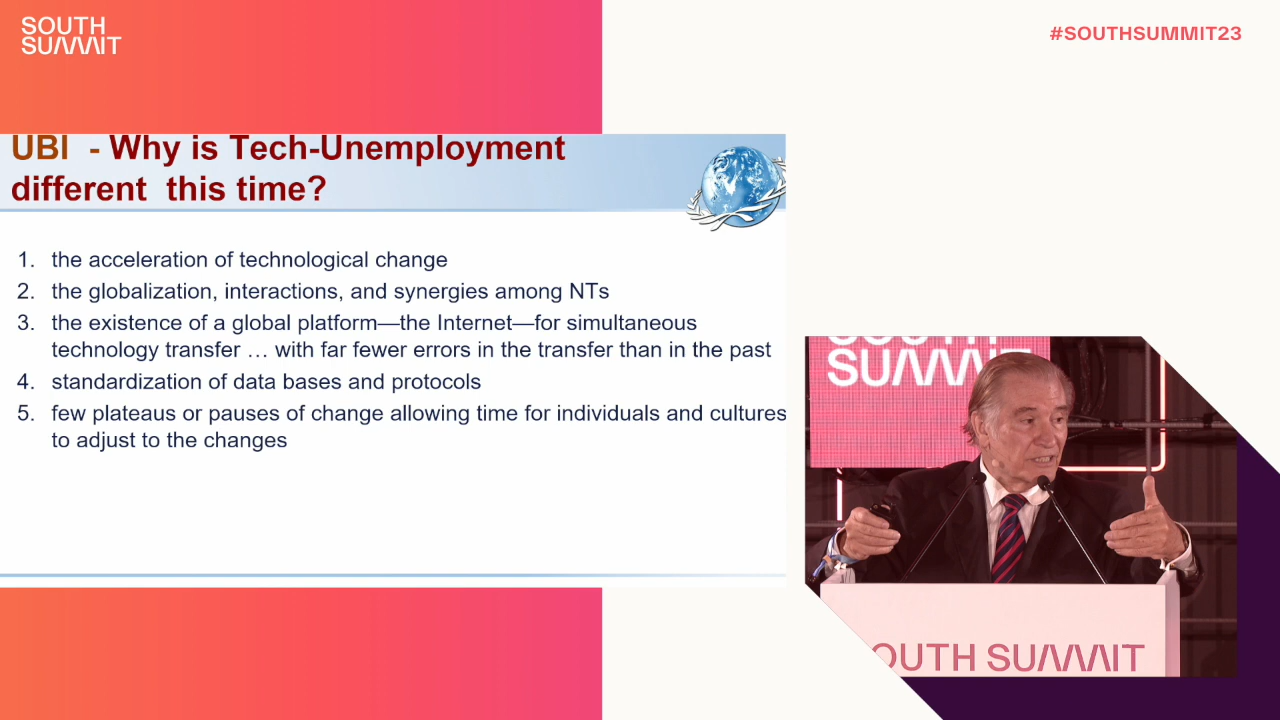 SOUTH
SUMMIT
#SOUTHSUMMIT23
UBI - Why is Tech-Unemployment
different this time?
1. the acceleration of technological change
2. the globalization, interactions, and synergies among NTs
3. the existence of a global platform—the Internet—for simultaneous
technology transfer … with far fewer errors in the transfer than in the past
4. standardization of data bases and protocols
5. few plateaus or pauses of change allowing time for individuals and cultures
to adjust to the changes
SOUTH
SUMMIT
OUTH SUMMIT